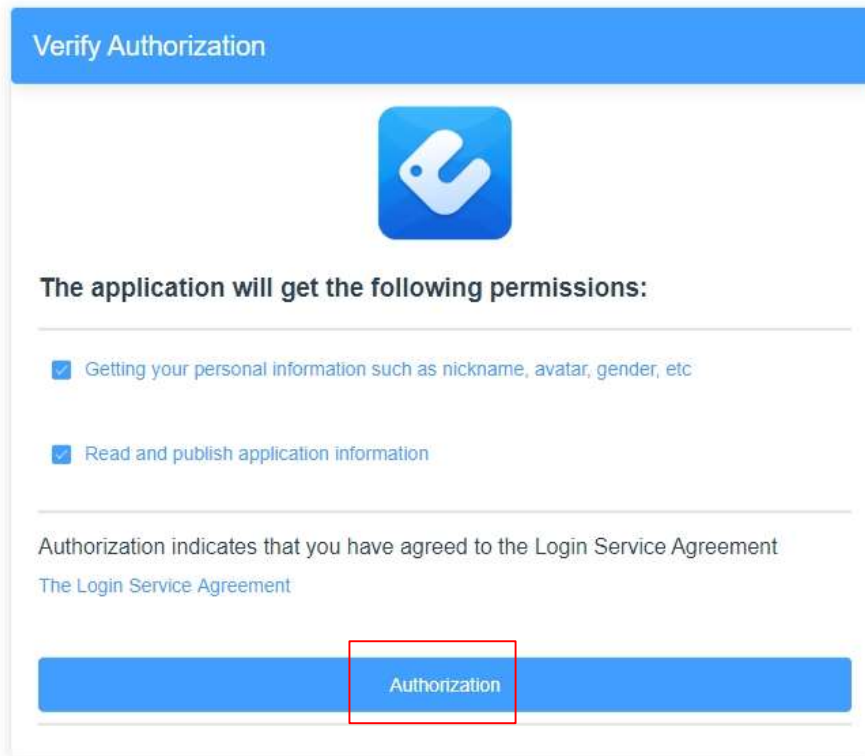 Verify Authorization
The application will get the following permissions:
Getting your personal information such as nickname, avatar, gender, etc
Read and publish application information
Authorization indicates that you have agreed to the Login Service Agreement
The Login Service Agreement
Authorization